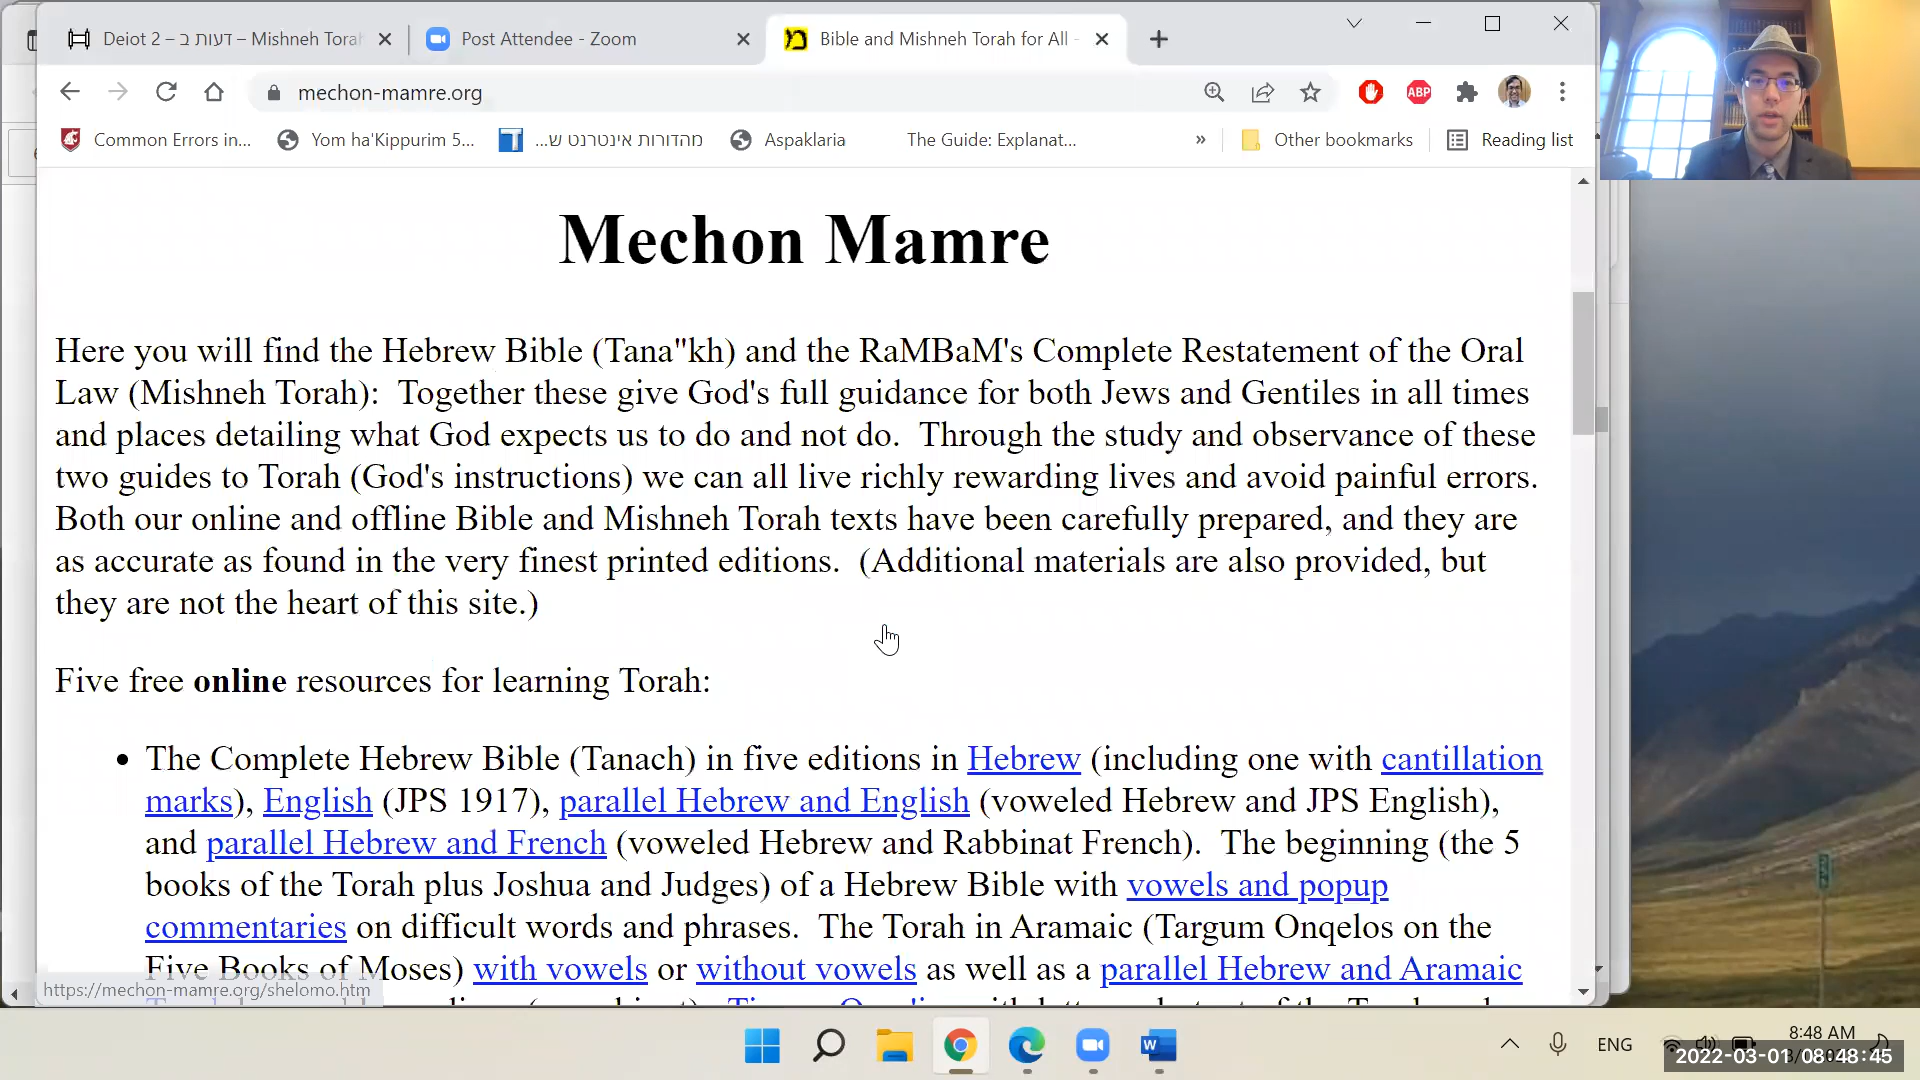 Deiot 2 – דעות ב – Mishneh Tora
Post Attendee - Zoom
Bible and Mishneh Torah for All -
mechon-mamre.org
ABP
Common Errors in...
Yom ha'Kippurim 5...
מהדורות אינטרנט ש...
Aspaklaria
The Guide: Explanat...
»
Other bookmarks
Reading list
Mechon Mamre
Here you will find the Hebrew Bible (Tana"kh) and the RaMBaM's Complete Restatement of the Oral
Law (Mishneh Torah):  Together these give God's full guidance for both Jews and Gentiles in all times
and places detailing what God expects us to do and not do.  Through the study and observance of these
two guides to Torah (God's instructions) we can all live richly rewarding lives and avoid painful errors.
Both our online and offline Bible and Mishneh Torah texts have been carefully prepared, and they are
as accurate as found in the very finest printed editions.  (Additional materials are also provided, but
they are not the heart of this site.)
Five free online resources for learning Torah:
• The Complete Hebrew Bible (Tanach) in five editions in Hebrew (including one with cantillation
marks), English (JPS 1917), parallel Hebrew and English (voweled Hebrew and JPS English),
and parallel Hebrew and French (voweled Hebrew and Rabbinat French).  The beginning (the 5
books of the Torah plus Joshua and Judges) of a Hebrew Bible with vowels and popup
commentaries on difficult words and phrases.  The Torah in Aramaic (Targum Onqelos on the
Five Books of Moses) with vowels or without vowels as well as a parallel Hebrew and Aramaic
https://mechon-mamre.org/shelomo.htm
ENG
8:48 AM
2022-03-01 08:48:45